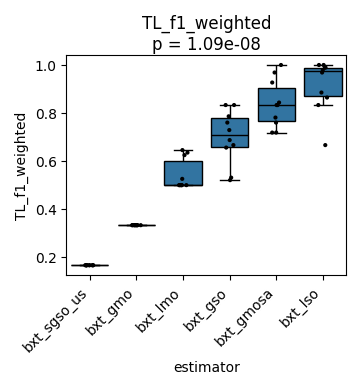 TL_f1_weighted
p = 1.09e-08
TL_f1_weighted
1.0
0.8
0.6
0.4
0.2
bxt_sgso_us
bxt_gmo
bxt_lmo
bxt_gso
bxt_gmosa
bxt_lso
estimator